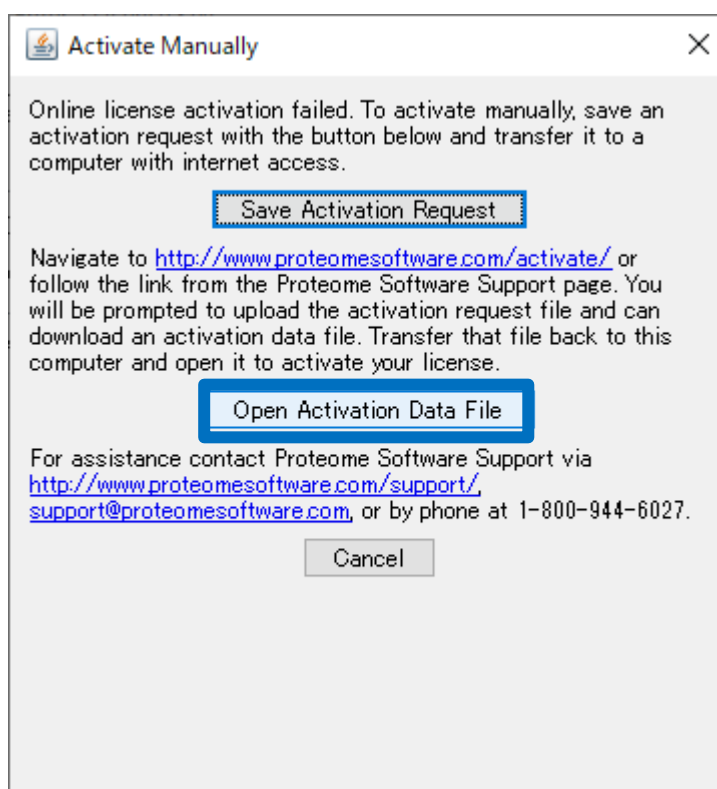 Activate Manually
Online license activation failed. To activate manually, save an
activation request with the button below and transfer it to a
computer with internet access.
Save Activation Request
Navigate to http://www.proteomesoftware.com/activate/ or
follow the link from the Proteome Software Support page. You
will be prompted to upload the activation request file and can
download an activation data file. Transfer that file back to this
computer and open it to activate your license.
Open Activation Data File
For assistance contact Proteome Software Support via
http://www.proteomesoftware.com/support/,
support@proteomesoftware.com, or by phone at 1-800-944-6027.
Cancel